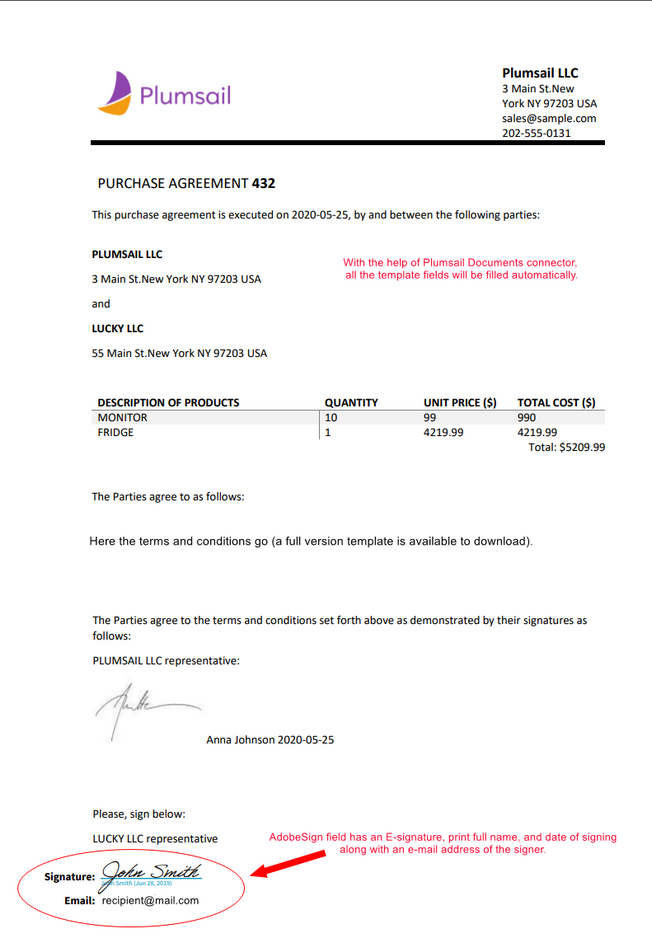 Plumsail
Plumsail LLC
3 Main St.New
York NY 97203 USA
sales@sample.com
202-555-0131
PURCHASE AGREEMENT 432
This purchase agreement is executed on 2020-05-25, by and between the following parties:
PLUMSAIL LLC
3 Main St.New York NY 97203 USA
and
LUCKY LLC
55 Main St.New York NY 97203 USA
With the help of Plumsail Documents connector,
all the template fields will be filled automatically.
DESCRIPTION OF PRODUCTS QUANTITY UNIT PRICE ($) TOTAL COST ($)
MONITOR 10 99 990
FRIDGE 1 4219.99 4219.99
Total: $5209.99
The Parties agree to as follows:
Here the terms and conditions go (a full version template is available to download).
The Parties agree to the terms and conditions set forth above as demonstrated by their signatures as
follows:
PLUMSAIL LLC representative:
Anna Johnson 2020-05-25
Please, sign below:
LUCKY LLC representative
AdobeSign field has an E-signature, print full name, and date of signing
along with an e-mail address of the signer.
Signature: John Smith
John Smith (Jun 28, 2019)
Email: recipient@mail.com